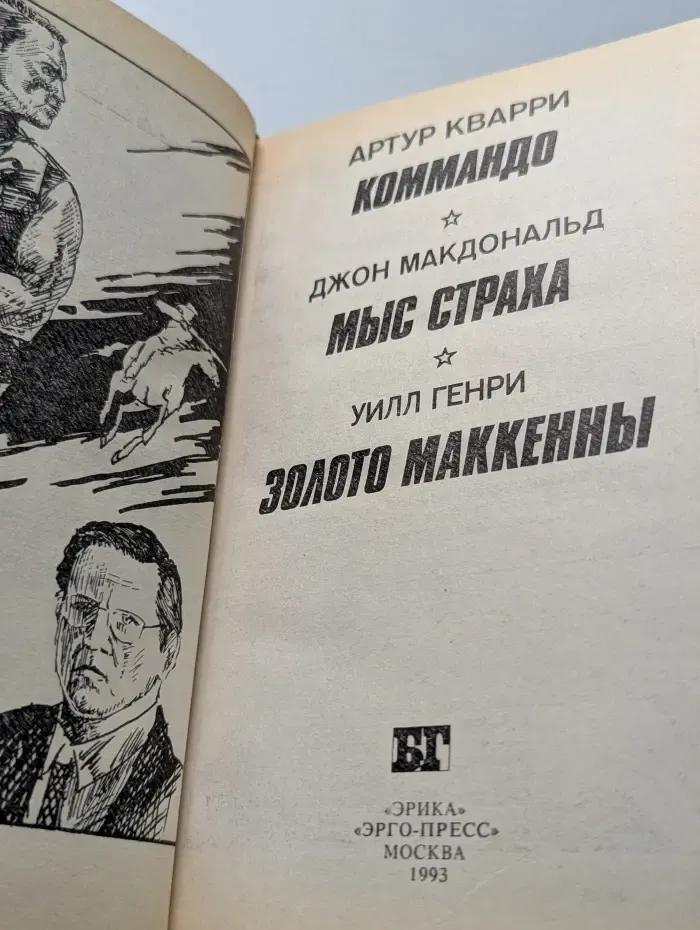 АРТУР КВАРРИ
КОММАНДО
ДЖОН МАКДОНАЛЬД
МЫС СТРАХА
УИЛЛ ГЕНРИ
ЗОЛОТО МАККЕННЫ
БГ
«ЭРИКА»
«ЭРГО-ПРЕСС»
МОСКВА
1993